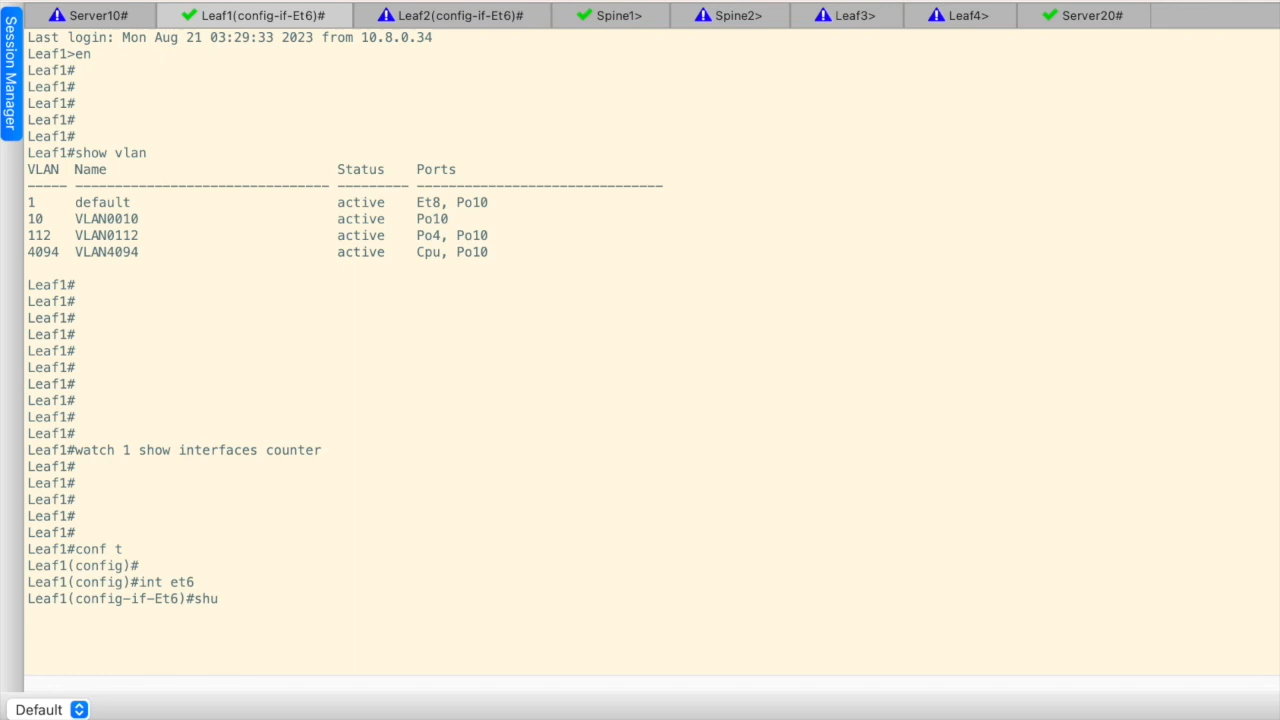 Server10#
Leaf1(config-if-Et6)#
Leaf2(config-if-Et6)#
Spine1>
Spine2>
Leaf3>
Leaf4>
Server20#
Session Manager
Last login: Mon Aug 21 03:29:33 2023 from 10.8.0.34
Leaf1>en
Leaf1#
Leaf1#
Leaf1#
Leaf1#
Leaf1#
Leaf1#show vlan
VLAN  Name                             Status    Ports
----- -------------------------------- --------- -------------------------------
1     default                          active    Et8, Po10
10    VLAN0010                         active    Po10
112   VLAN0112                         active    Po4, Po10
4094  VLAN4094                         active    Cpu, Po10
Leaf1#
Leaf1#
Leaf1#
Leaf1#
Leaf1#
Leaf1#
Leaf1#
Leaf1#
Leaf1#
Leaf1#
Leaf1#watch 1 show interfaces counter
Leaf1#
Leaf1#
Leaf1#
Leaf1#
Leaf1#
Leaf1#conf t
Leaf1(config)#
Leaf1(config)#int et6
Leaf1(config-if-Et6)#shu
Default